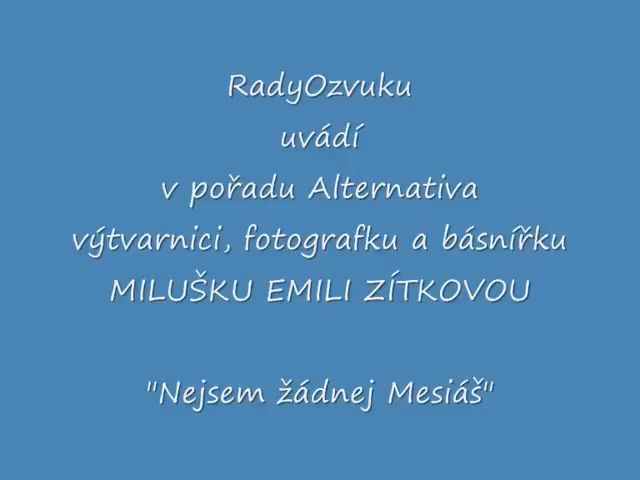 RadyOzvuku
uvádí
v pořadu Alternativa
výtvarnici, fotografku a básnířku
MILUŠKU EMILI ZÍTKOVOU
"Nejsem žádnej Mesiáš"